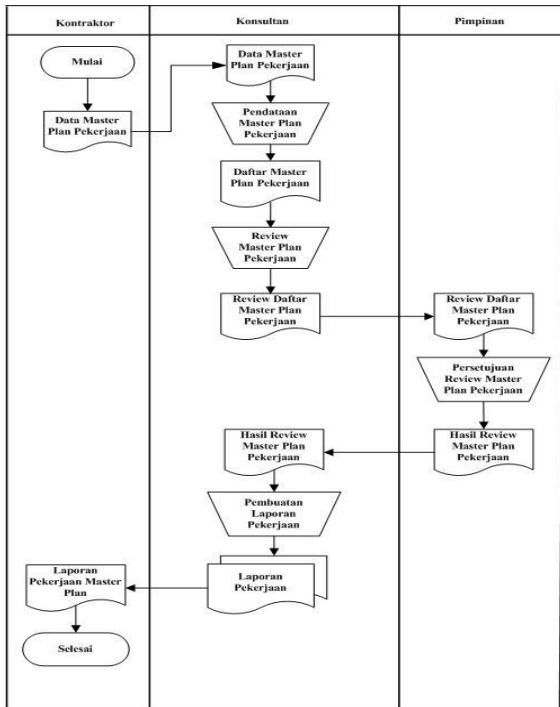 Kontraktor
Konsultan
Pimpinan
Mulai
Data Master
Plan Pekerjaan
Data Master
Plan Pekerjaan
Pendataan
Master Plan
Pekerjaan
Daftar Master
Plan Pekerjaan
Review
Master Plan
Pekerjaan
Review Daftar
Master Plan
Pekerjaan
Review Daftar
Master Plan
Pekerjaan
Persetujuan
Review Master
Plan Pekerjaan
Hasil Review
Master Plan
Pekerjaan
Hasil Review
Master Plan
Pekerjaan
Pembuatan
Laporan
Pekerjaan
Laporan
Pekerjaan
Laporan
Pekerjaan Master
Plan
Selesai